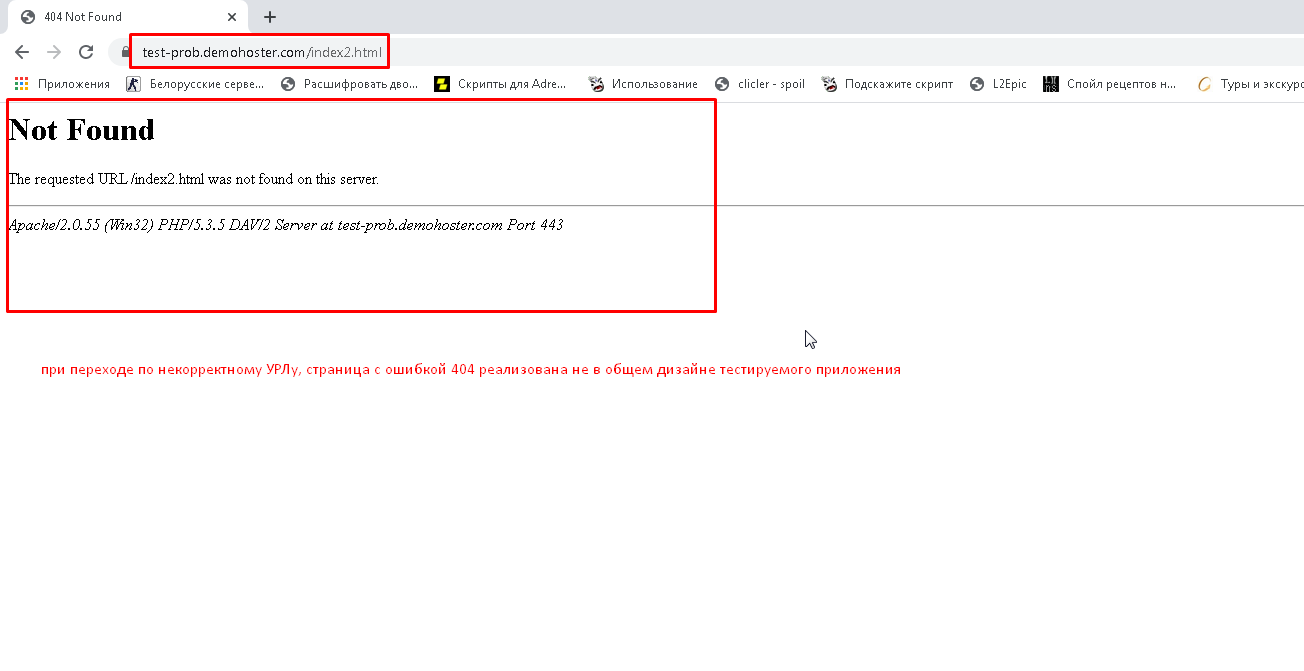 404 Not Found
test-prob.demohoster.com/index2.html
Приложения
Белорусские серве...
Расшифровать дво...
Скрипты для Adre...
Использование
clicler - spoil
Подскажите скрипт
L2Epic
Спойл рецептов н...
Туры и экскурс
Not Found
The requested URL /index2.html was not found on this server.
Apache/2.0.55 (Win32) PHP/5.3.5 DAV/2 Server at test-prob.demohoster.com Port 443
при переходе по некорректному УРЛу, страница с ошибкой 404 реализована не в общем дизайне тестируемого приложения